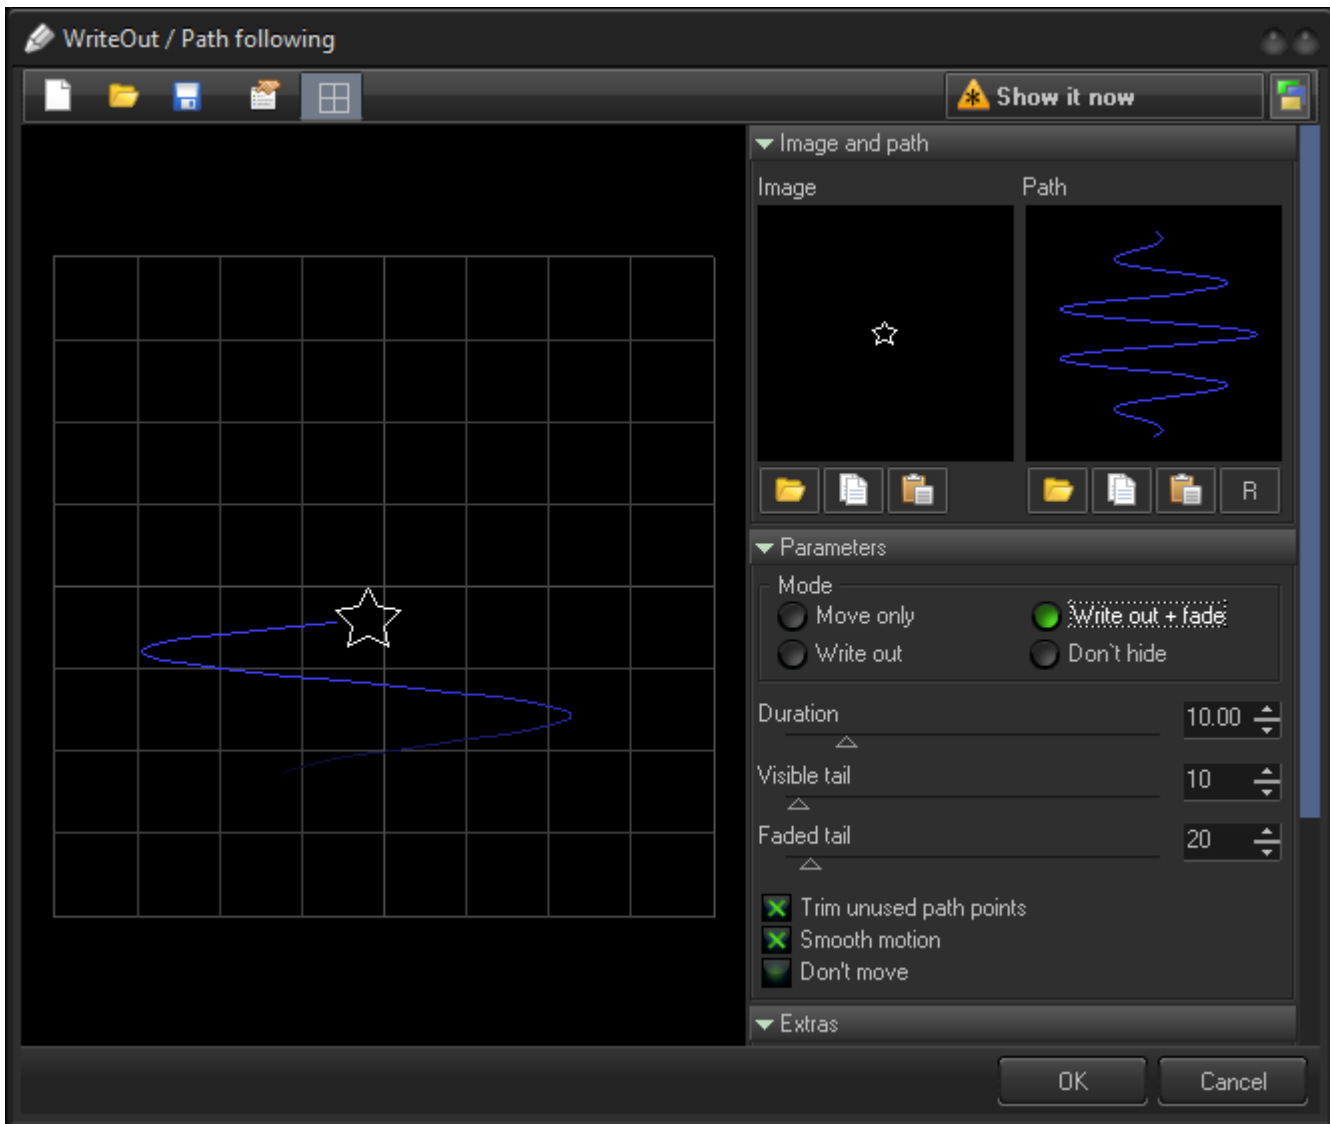 WriteOut / Path following
Show it now
Image and path
Image
Path
R
Parameters
Mode
Move only
Write out + fade
Write out
Don`t hide
Duration
10.00
Visible tail
10
Faded tail
20
Trim unused path points
Smooth motion
Don't move
Extras
OK
Cancel